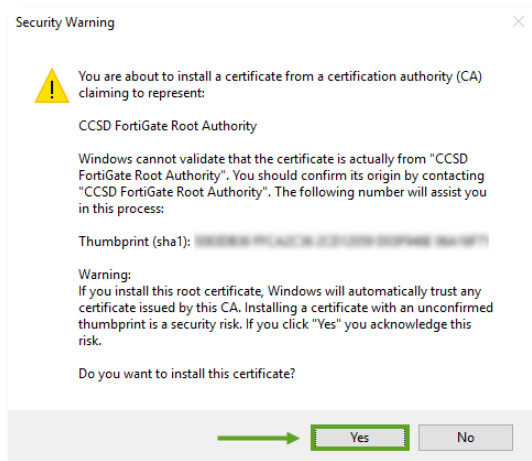 Security Warning
You are about to install a certificate from a certification authority (CA)
claiming to represent:
CCSD FortiGate Root Authority
Windows cannot validate that the certificate is actually from "CCSD
FortiGate Root Authority". You should confirm its origin by contacting
"CCSD FortiGate Root Authority". The following number will assist you
in this process:
Thumbprint (sha1):
Warning:
If you install this root certificate, Windows will automatically trust any
certificate issued by this CA. Installing a certificate with an unconfirmed
thumbprint is a security risk. If you click "Yes" you acknowledge this
risk.
Do you want to install this certificate?
Yes No